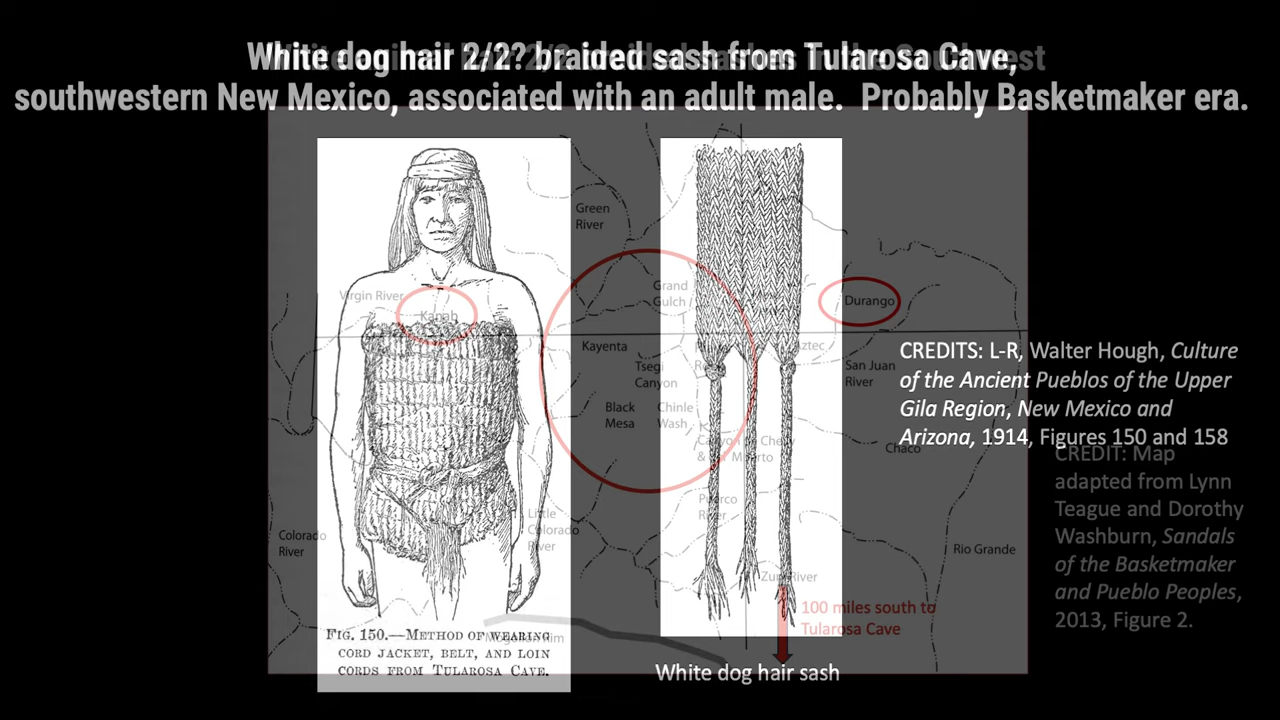 White dog hair 2/2? braided sash from Tularosa Cave,
southwestern New Mexico, associated with an adult male. Probably Basketmaker era.
Green
River
Grand
Gulch
Virgin River
Kanab
Durango
Kayenta
Aztec
Tsegi
Canyon
San Juan
River
Black
Mesa
Chinle
Wash
Chaco
CREDITS: L-R, Walter Hough, Culture
of the Ancient Pueblos of the Upper
Gila Region, New Mexico and
Arizona, 1914, Figures 150 and 158
CREDIT: Map
adapted from Lynn
Teague and Dorothy
Washburn, Sandals
of the Basketmaker
and Pueblo Peoples,
2013, Figure 2.
Puerco
River
Little
Colorado
River
Colorado
River
Rio Grande
Zuni River
100 miles south to
Tularosa Cave
FIG. 150.—METHOD OF WEARING
CORD JACKET, BELT, AND LOIN
CORDS FROM TULAROSA CAVE.
White dog hair sash